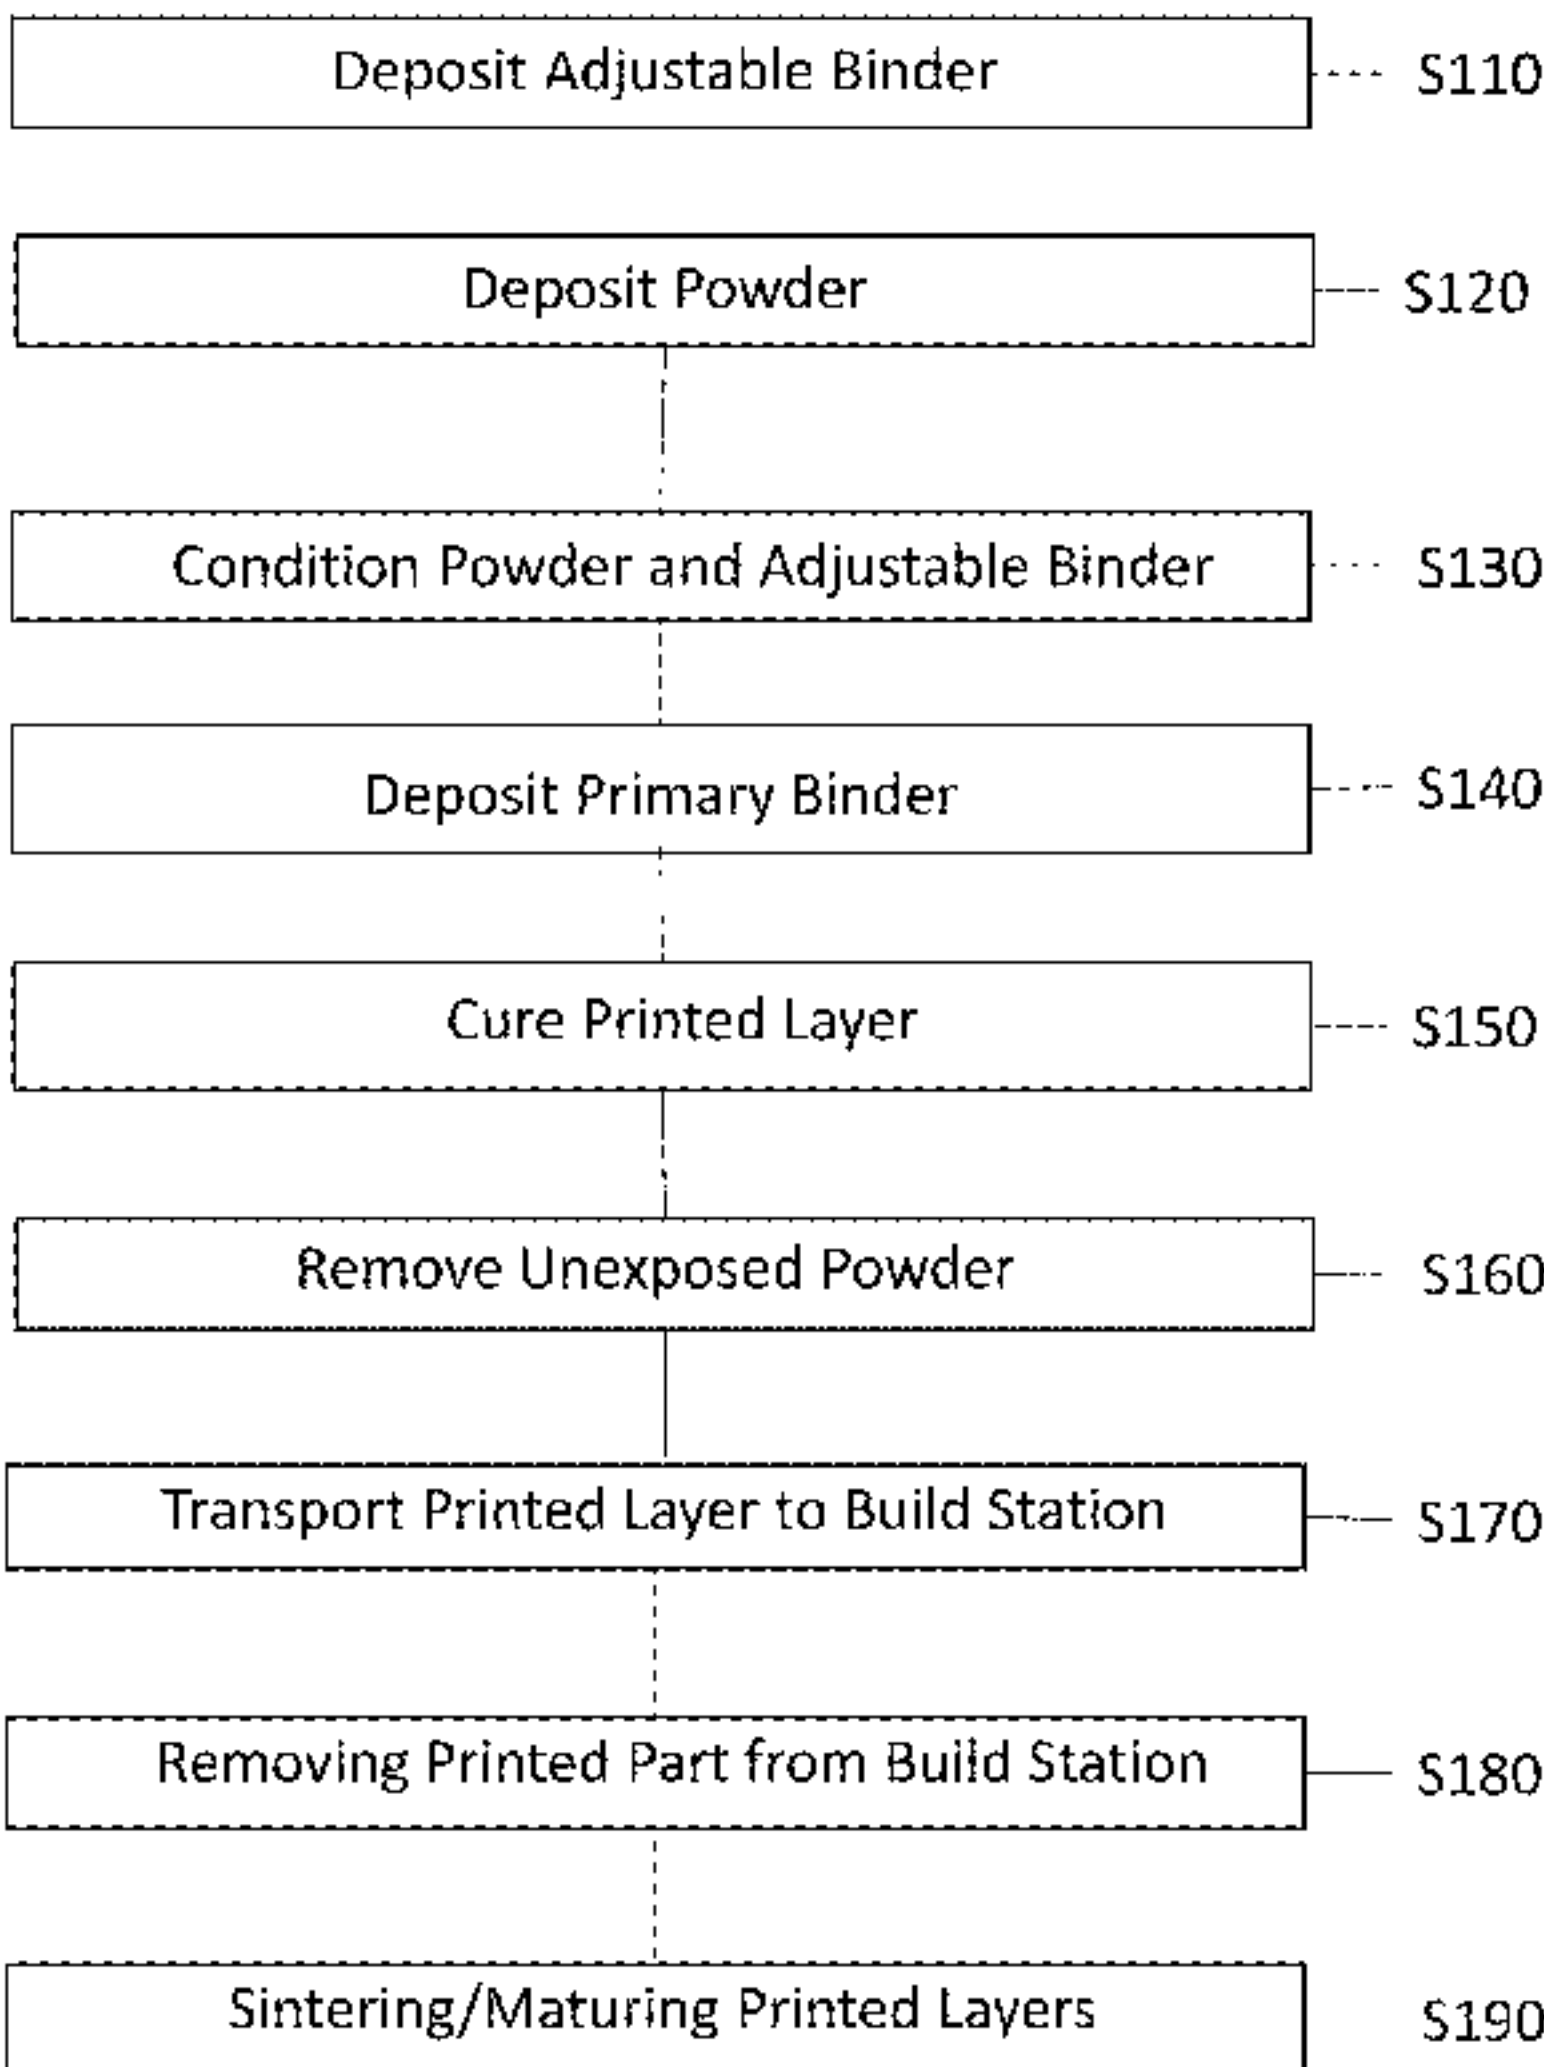 Deposit Adjustable Binder S110
Deposit Powder S120
Condition Powder and Adjustable Binder S130
Deposit Primary Binder S140
Cure Printed Layer S150
Remove Unexposed Powder S160
Transport Printed Layer to Build Station S170
Removing Printed Part from Build Station S180
Sintering/Maturing Printed Layers S190